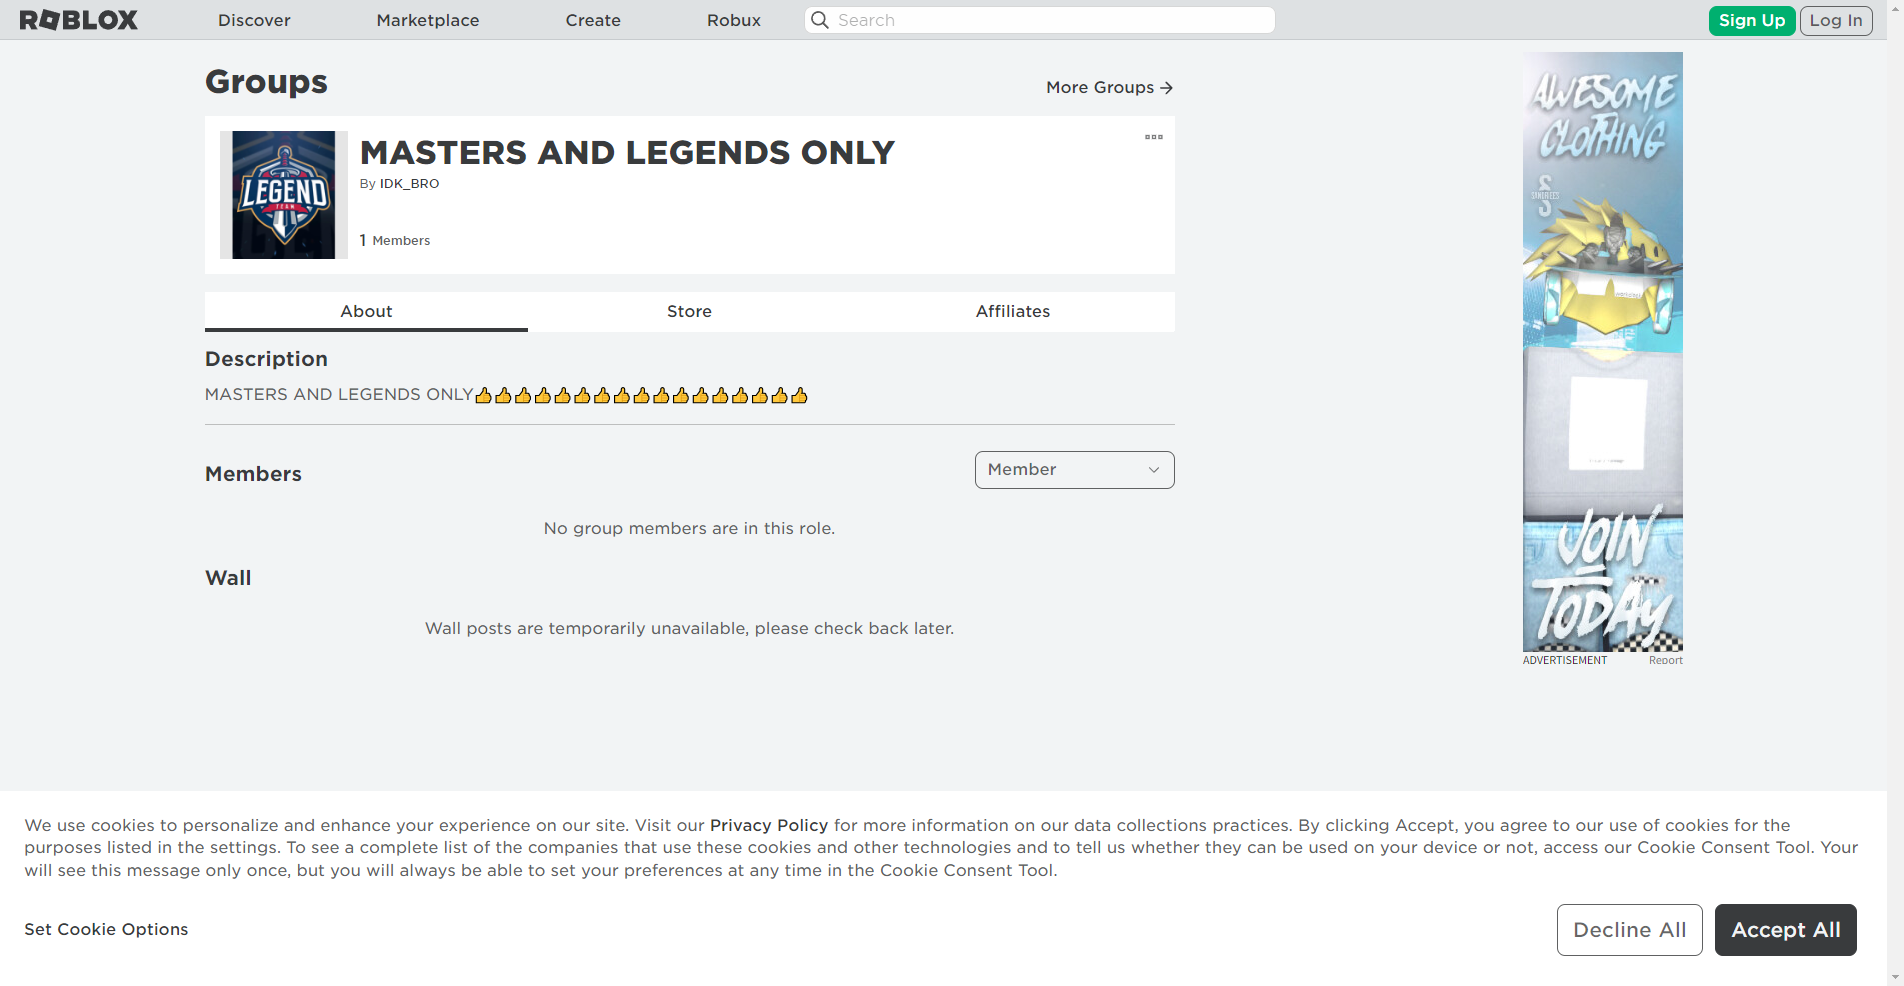 ROBLOX
Discover
Marketplace
Create
Robux
Search
Sign Up
Log In
Groups
More Groups →
LEGEND
TEAM
MASTERS AND LEGENDS ONLY
By IDK_BRO
1 Members
About
Store
Affiliates
Description
MASTERS AND LEGENDS ONLY👍👍👍👍👍👍👍👍👍👍👍👍👍👍👍👍👍
Members
Member
No group members are in this role.
Wall
Wall posts are temporarily unavailable, please check back later.
AWESOME
CLOTHING
JOIN
TODAY
ADVERTISEMENT
Report
We use cookies to personalize and enhance your experience on our site. Visit our Privacy Policy for more information on our data collections practices. By clicking Accept, you agree to our use of cookies for the
purposes listed in the settings. To see a complete list of the companies that use these cookies and other technologies and to tell us whether they can be used on your device or not, access our Cookie Consent Tool. Your
will see this message only once, but you will always be able to set your preferences at any time in the Cookie Consent Tool.
Set Cookie Options
Decline All
Accept All